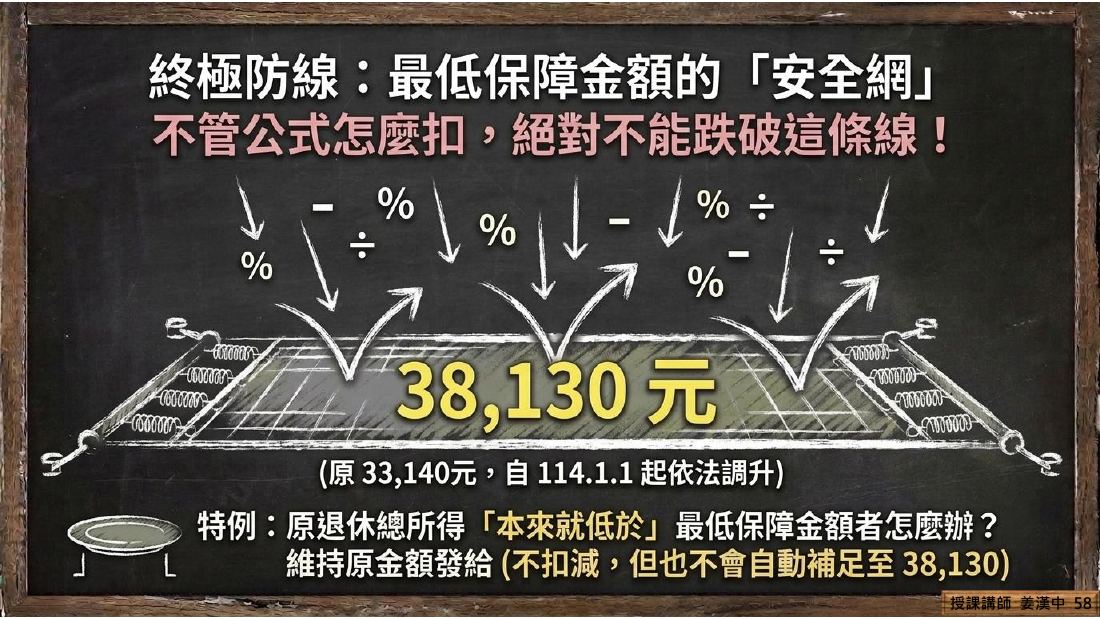 終極防線：最低保障金額的「安全網」
不管公式怎麼扣，絕對不能跌破這條線！
% − % ÷ % − % ÷
% − ÷
38,130 元
(原 33,140元，自 114.1.1 起依法調升)
特例：原退休總所得「本來就低於」最低保障金額者怎麼辦？
維持原金額發給 (不扣減，但也不會自動補足至 38,130)
授課講師 姜漢中 58